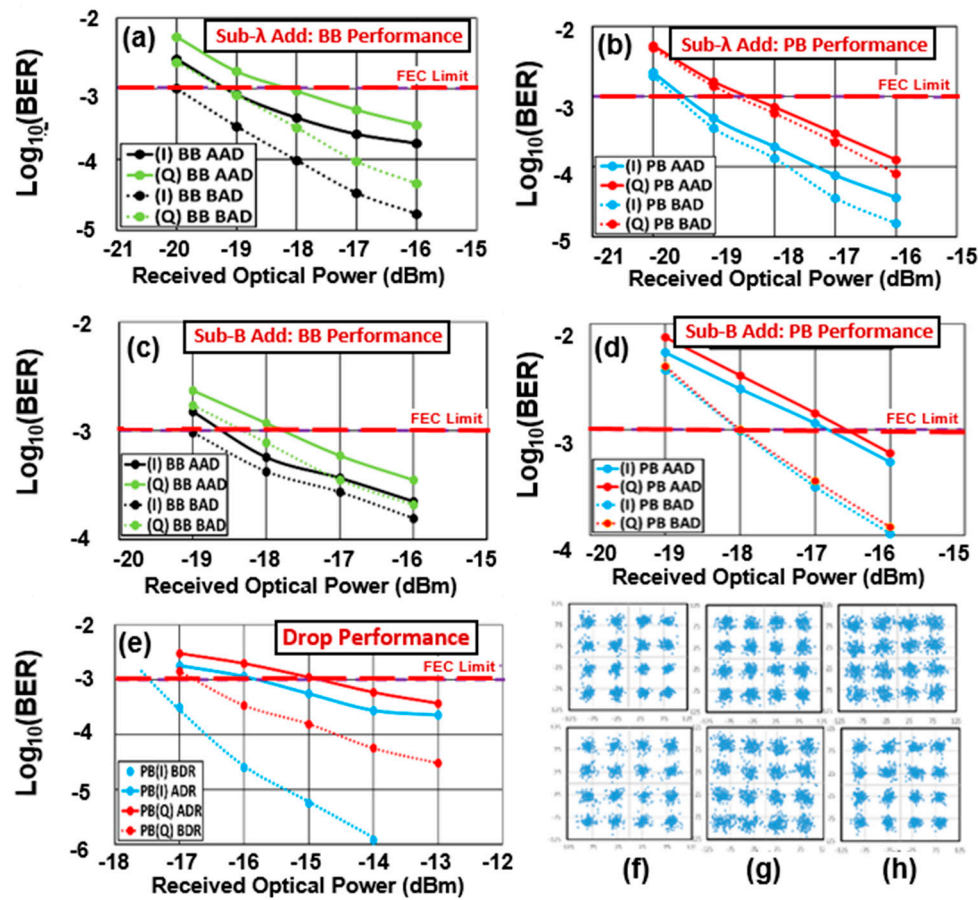 (a)
Sub-λ Add: BB Performance
FEC Limit
Log10(BER)
-2
-3
-4
-5
(I) BB AAD
(Q) BB AAD
(I) BB BAD
(Q) BB BAD
-21 -20 -19 -18 -17 -16 -15
Received Optical Power (dBm)
(b)
Sub-λ Add: PB Performance
FEC Limit
Log10(BER)
-2
-3
-4
-5
(I) PB AAD
(Q) PB AAD
(I) PB BAD
(Q) PB BAD
-21 -20 -19 -18 -17 -16 -15
Received Optical Power (dBm)
(c)
Sub-B Add: BB Performance
FEC Limit
Log10(BER)
-2
-3
-4
(I) BB AAD
(Q) BB AAD
(I) BB BAD
(Q) BB BAD
-20 -19 -18 -17 -16 -15
Received Optical Power (dBm)
(d)
Sub-B Add: PB Performance
FEC Limit
Log10(BER)
-2
-3
-4
(I) PB AAD
(Q) PB AAD
(I) PB BAD
(Q) PB BAD
-20 -19 -18 -17 -16 -15
Received Optical Power (dBm)
(e)
Drop Performance
FEC Limit
Log10(BER)
-2
-3
-4
-5
-6
PB(I) BDR
PB(I) ADR
PB(Q) ADR
PB(Q) BDR
-18 -17 -16 -15 -14 -13 -12
Received Optical Power (dBm)
(f) (g) (h)